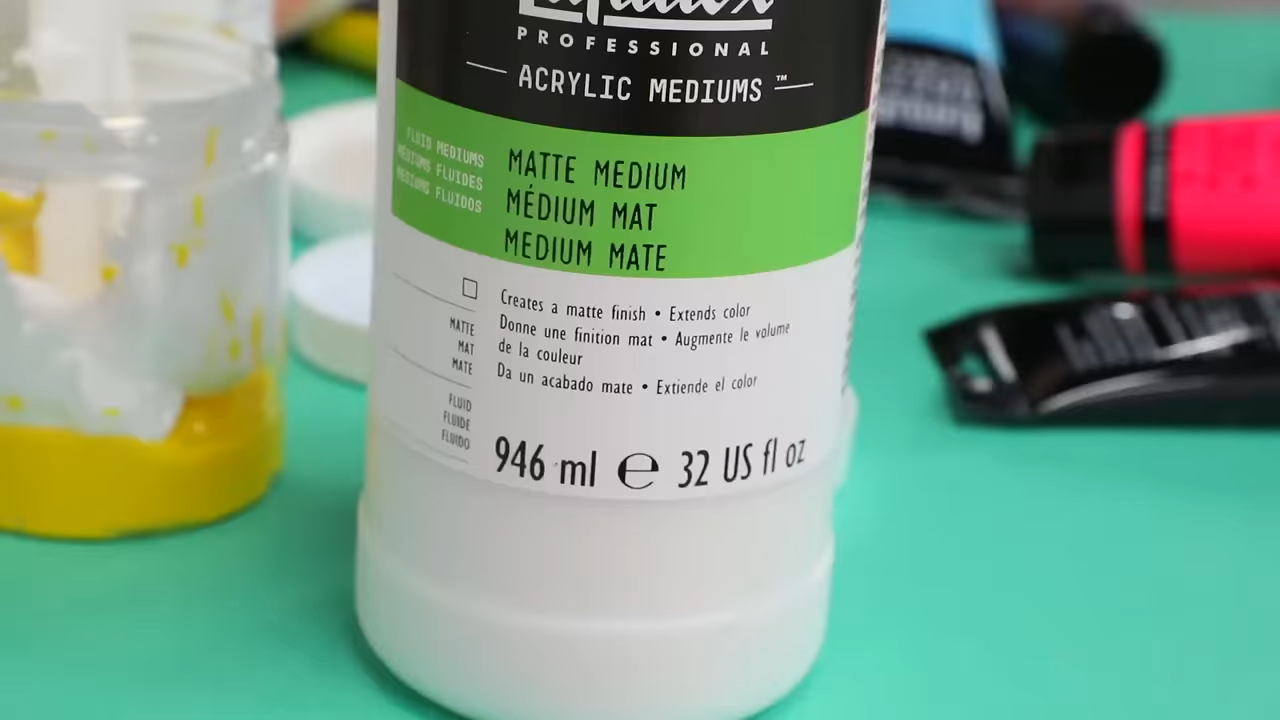 Liquitex
PROFESSIONAL
ACRYLIC MEDIUMS™
FLUID MEDIUMS
MÉDIUMS FLUIDES
MEDIUMS FLUIDOS
MATTE MEDIUM
MÉDIUM MAT
MEDIUM MATE
Creates a matte finish • Extends color
Donne une finition mat • Augmente le volume
de la couleur
Da un acabado mate • Extiende el color
MATTE
MAT
MATE
FLUID
FLUIDE
FLUIDO
946 ml ℮ 32 US fl oz